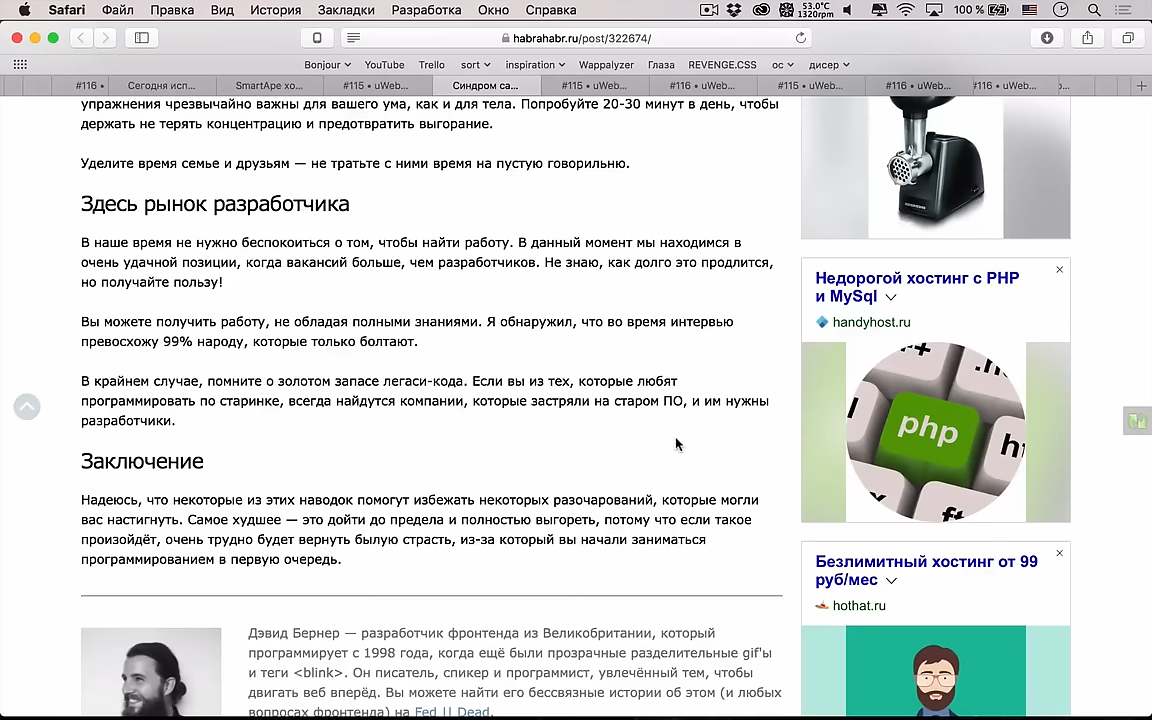 Safari Файл Правка Вид История Закладки Разработка Окно Справка 53.0°C 1320rpm 100 %
habrahabr.ru/post/322674/
Bonjour YouTube Trello sort inspiration Wappalyzer Глаза REVENGE.CSS ос дисер
#116 • Сегодня исп... SmartApe хо... #115 • uWeb... Синдром са... #115 • uWeb... #116 • uWeb... #115 • uWeb... #116 • uWeb... #116 • uWe...
упражнения чрезвычайно важны для вашего ума, как и для тела. Попробуйте 20-30 минут в день, чтобы
держать не терять концентрацию и предотвратить выгорание.
Уделите время семье и друзьям — не тратьте с ними время на пустую говорильню.
Здесь рынок разработчика
В наше время не нужно беспокоиться о том, чтобы найти работу. В данный момент мы находимся в
очень удачной позиции, когда вакансий больше, чем разработчиков. Не знаю, как долго это продлится,
но получайте пользу!
Вы можете получить работу, не обладая полными знаниями. Я обнаружил, что во время интервью
превосхожу 99% народу, которые только болтают.
В крайнем случае, помните о золотом запасе легаси-кода. Если вы из тех, которые любят
программировать по старинке, всегда найдутся компании, которые застряли на старом ПО, и им нужны
разработчики.
Заключение
Надеюсь, что некоторые из этих наводок помогут избежать некоторых разочарований, которые могли
вас настигнуть. Самое худшее — это дойти до предела и полностью выгореть, потому что если такое
произойдёт, очень трудно будет вернуть былую страсть, из-за который вы начали заниматься
программированием в первую очередь.
Дэвид Бернер — разработчик фронтенда из Великобритании, который
программирует с 1998 года, когда ещё были прозрачные разделительные gif'ы
и теги <blink>. Он писатель, спикер и программист, увлечённый тем, чтобы
двигать веб вперёд. Вы можете найти его бессвязные истории об этом (и любых
вопросах фронтенда) на Fed || Dead.
Недорогой хостинг с PHP
и MySql
handyhost.ru
php
Безлимитный хостинг от 99
руб/мес
hothat.ru